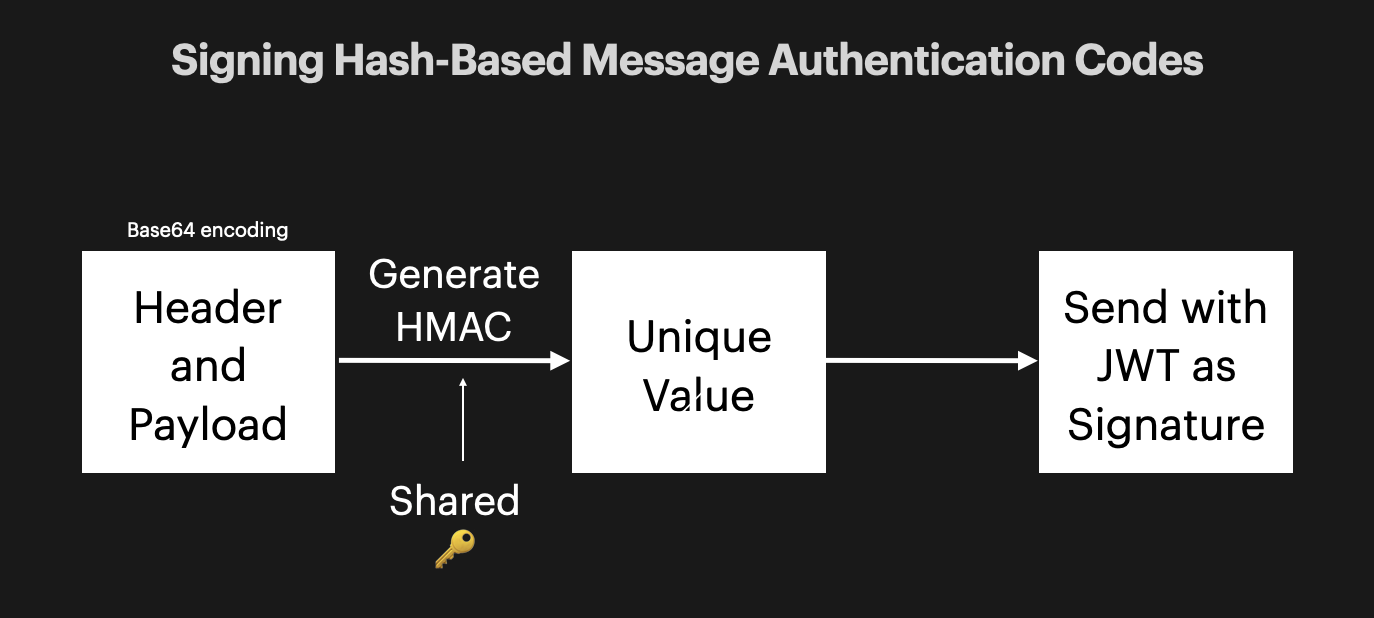 Signing Hash-Based Message Authentication Codes
Base64 encoding
Header
and
Payload
Generate
HMAC
Shared
Unique
Value
Send with
JWT as
Signature